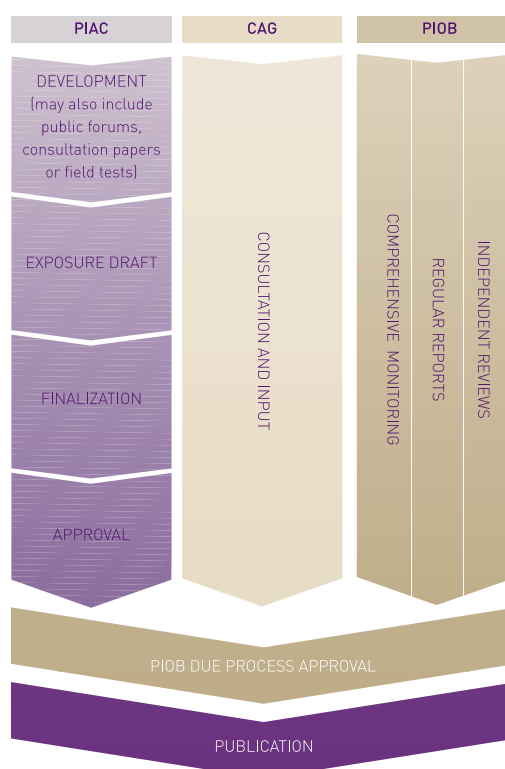 PIAC
CAG
PIOB
DEVELOPMENT
(may also include
public forums,
consultation papers
or field tests)
EXPOSURE DRAFT
FINALIZATION
APPROVAL
CONSULTATION AND INPUT
COMPREHENSIVE MONITORING
REGULAR REPORTS
INDEPENDENT REVIEWS
PIOB DUE PROCESS APPROVAL
PUBLICATION